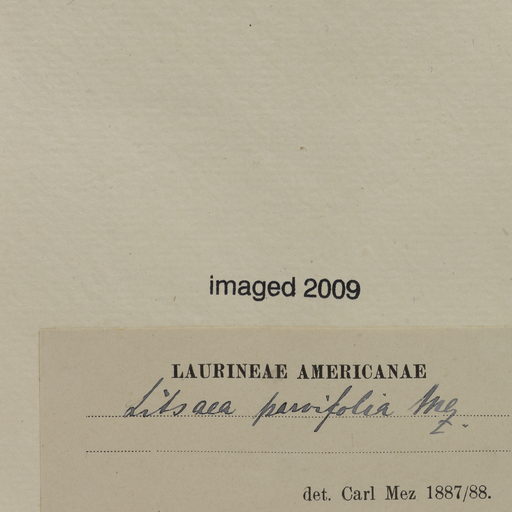 imaged 2009
LAURINEAE AMERICANAE
Litsaea parvifolia Mez.
det. Carl Mez 1887/88.